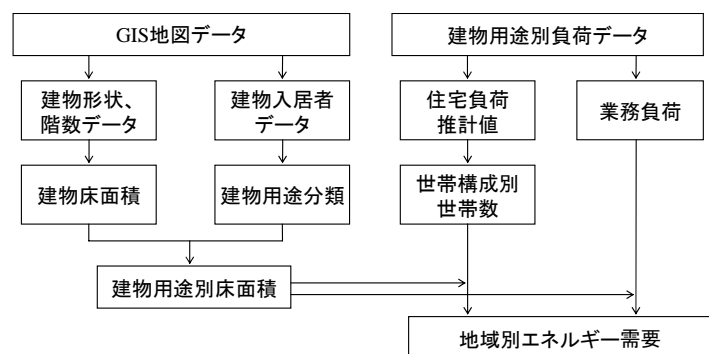 GIS地図データ
建物用途別負荷データ
建物形状、
階数データ
建物入居者
データ
住宅負荷
推計値
業務負荷
建物床面積
建物用途分類
世帯構成別
世帯数
建物用途別床面積
地域別エネルギー需要